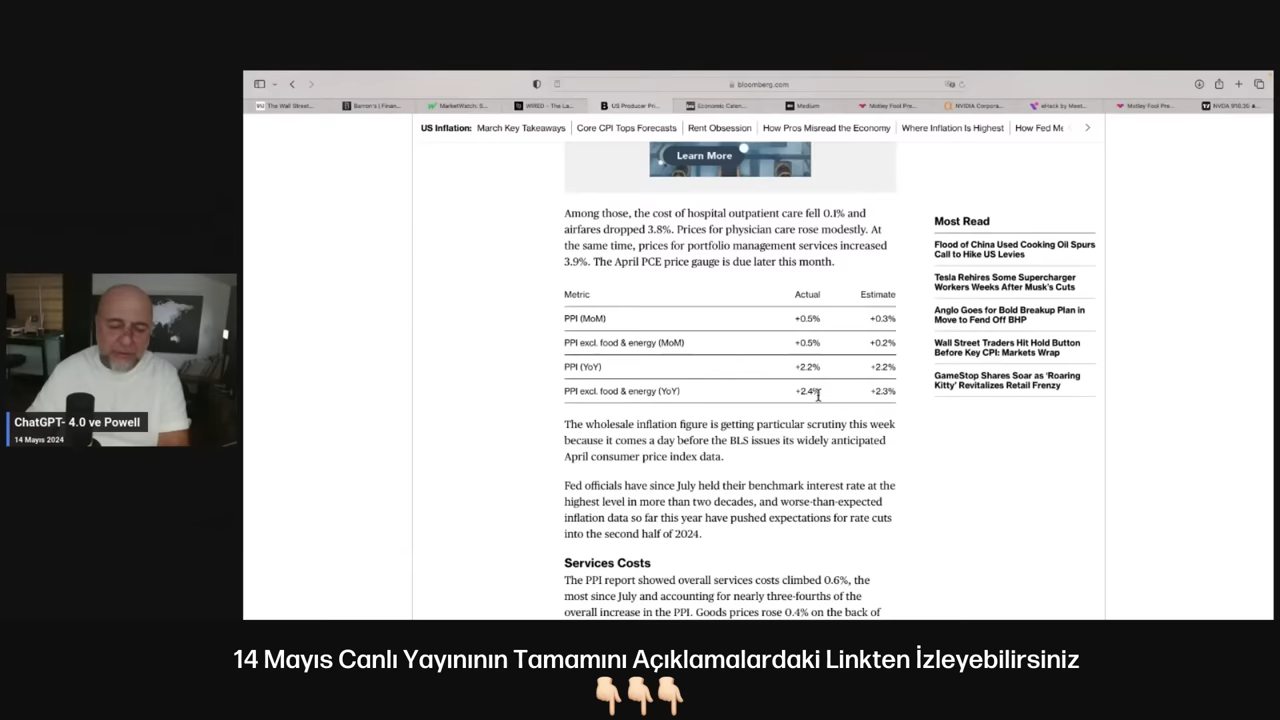 bloomberg.com
The Wall Street...
Barron's | Finan...
MarketWatch: S...
WIRED - The La...
US Producer Pri...
Economic Calen...
Medium
Motley Fool Pre...
NVIDIA Corpora...
eHack by Meet...
Motley Fool Pre...
US Inflation: March Key Takeaways | Core CPI Tops Forecasts | Rent Obsession | How Pros Misread the Economy | Where Inflation Is Highest | How Fed Me
Learn More
Among those, the cost of hospital outpatient care fell 0.1% and
airfares dropped 3.8%. Prices for physician care rose modestly. At
the same time, prices for portfolio management services increased
3.9%. The April PCE price gauge is due later this month.
Metric Actual Estimate
PPI (MoM) +0.5% +0.3%
PPI excl. food & energy (MoM) +0.5% +0.2%
PPI (YoY) +2.2% +2.2%
PPI excl. food & energy (YoY) +2.4% +2.3%
The wholesale inflation figure is getting particular scrutiny this week
because it comes a day before the BLS issues its widely anticipated
April consumer price index data.
Fed officials have since July held their benchmark interest rate at the
highest level in more than two decades, and worse-than-expected
inflation data so far this year have pushed expectations for rate cuts
into the second half of 2024.
Services Costs
The PPI report showed overall services costs climbed 0.6%, the
most since July and accounting for nearly three-fourths of the
overall increase in the PPI. Goods prices rose 0.4% on the back of
Most Read
Flood of China Used Cooking Oil Spurs
Call to Hike US Levies
Tesla Rehires Some Supercharger
Workers Weeks After Musk's Cuts
Anglo Goes for Bold Breakup Plan in
Move to Fend Off BHP
Wall Street Traders Hit Hold Button
Before Key CPI: Markets Wrap
GameStop Shares Soar as 'Roaring
Kitty' Revitalizes Retail Frenzy
ChatGPT- 4.0 ve Powell
14 Mayıs 2024
14 Mayıs Canlı Yayınının Tamamını Açıklamalardaki Linkten İzleyebilirsiniz